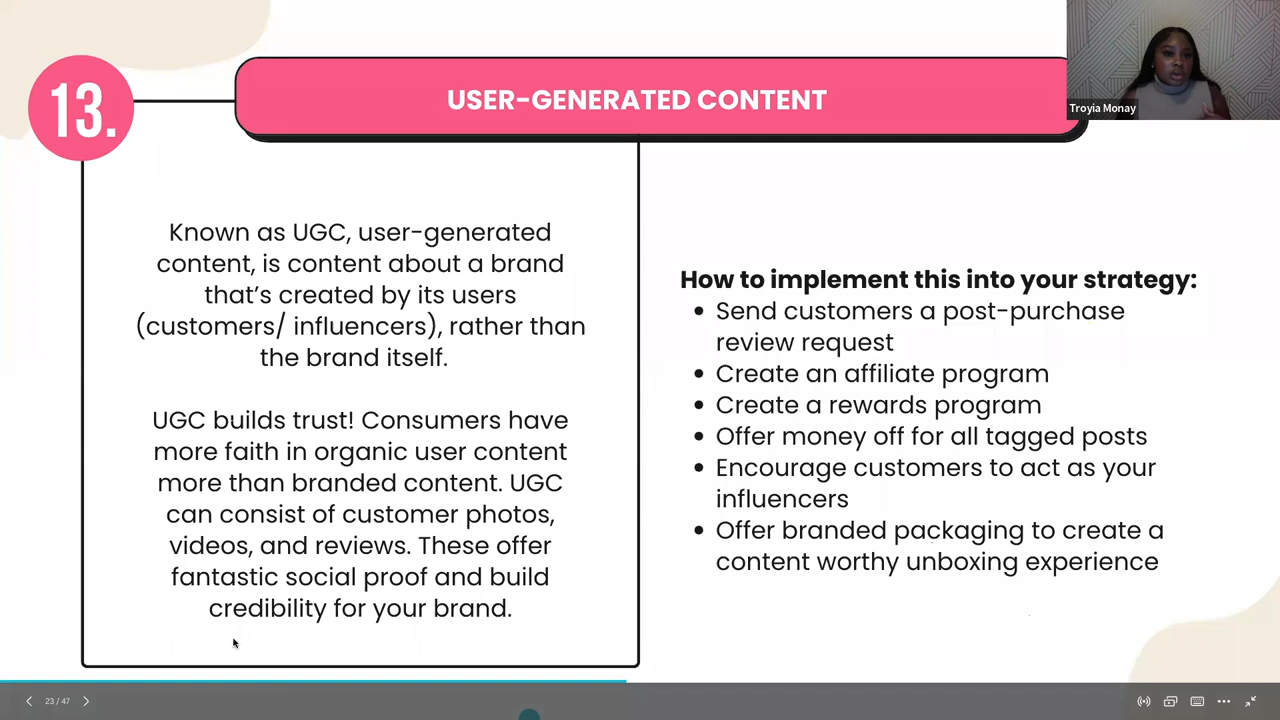 13.
USER-GENERATED CONTENT
Troyia Monay
Known as UGC, user-generated
content, is content about a brand
that's created by its users
(customers/ influencers), rather than
the brand itself.
UGC builds trust! Consumers have
more faith in organic user content
more than branded content. UGC
can consist of customer photos,
videos, and reviews. These offer
fantastic social proof and build
credibility for your brand.
How to implement this into your strategy:
• Send customers a post-purchase
review request
• Create an affiliate program
• Create a rewards program
• Offer money off for all tagged posts
• Encourage customers to act as your
influencers
• Offer branded packaging to create a
content worthy unboxing experience
23 / 47